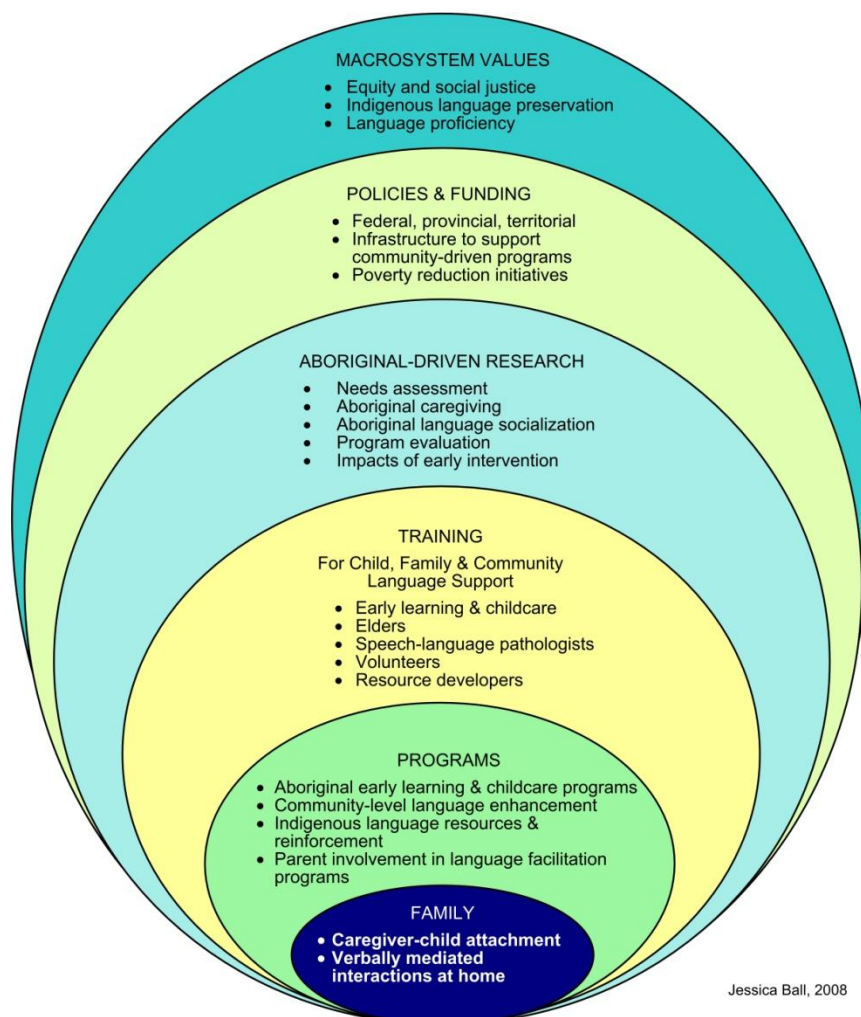 MACROSYSTEM VALUES
• Equity and social justice
• Indigenous language preservation
• Language proficiency
POLICIES & FUNDING
• Federal, provincial, territorial
• Infrastructure to support
community-driven programs
• Poverty reduction initiatives
ABORIGINAL-DRIVEN RESEARCH
• Needs assessment
• Aboriginal caregiving
• Aboriginal language socialization
• Program evaluation
• Impacts of early intervention
TRAINING
For Child, Family & Community
Language Support
• Early learning & childcare
• Elders
• Speech-language pathologists
• Volunteers
• Resource developers
PROGRAMS
• Aboriginal early learning & childcare programs
• Community-level language enhancement
• Indigenous language resources &
reinforcement
• Parent involvement in language facilitation
programs
FAMILY
• Caregiver-child attachment
• Verbally mediated
interactions at home
Jessica Ball, 2008